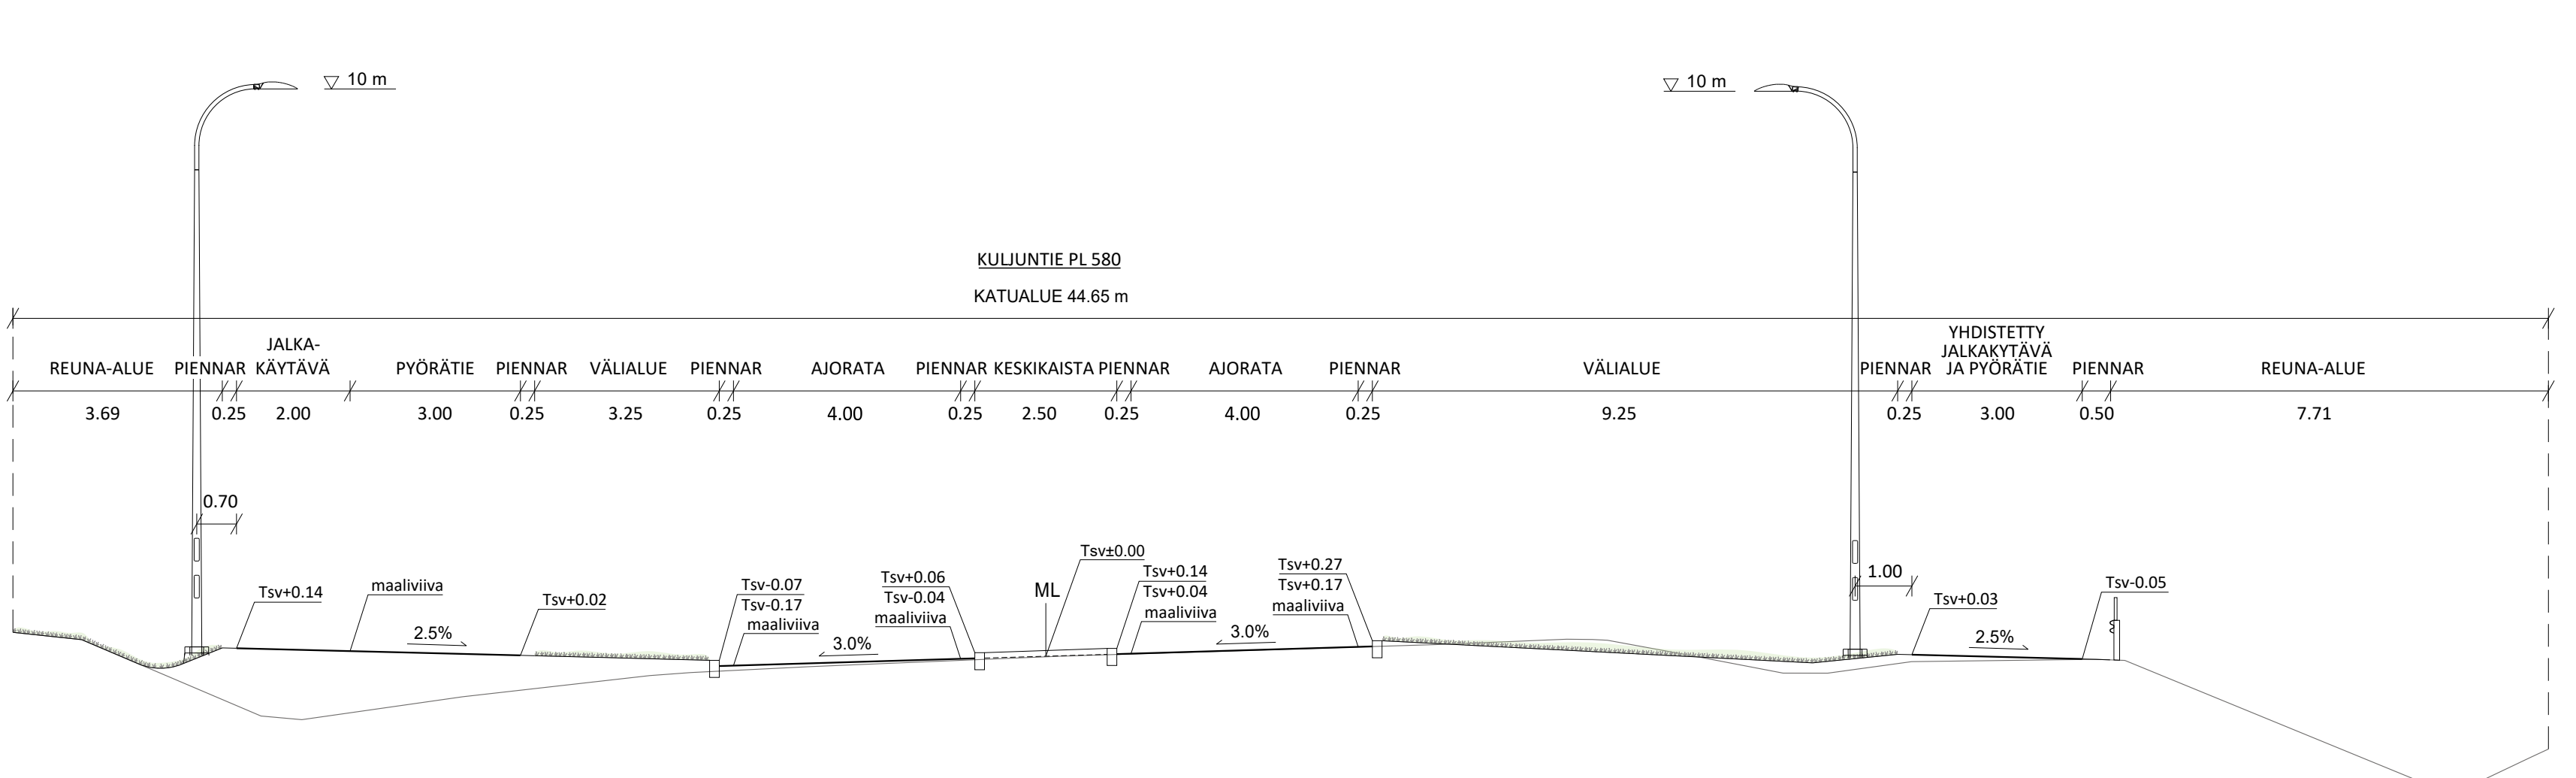 10 m
10 m
KULJUNTIE PL 580
KATUALUE 44.65 m
REUNA-ALUE PIENNAR JALKA-
KÄYTÄVÄ PYÖRÄTIE PIENNAR VÄLIALUE PIENNAR AJORATA PIENNAR KESKIKAISTA PIENNAR AJORATA PIENNAR VÄLIALUE PIENNAR YHDISTETTY
JALKAKYTÄVÄ
JA PYÖRÄTIE PIENNAR REUNA-ALUE
3.69 0.25 2.00 3.00 0.25 3.25 0.25 4.00 0.25 2.50 0.25 4.00 0.25 9.25 0.25 3.00 0.50 7.71
0.70
Tsv+0.14
maaliviiva
2.5%
Tsv+0.02
Tsv-0.07
Tsv-0.17
maaliviiva
3.0%
Tsv+0.06
Tsv-0.04
maaliviiva
ML
Tsv±0.00
Tsv+0.14
Tsv+0.04
maaliviiva
3.0%
Tsv+0.27
Tsv+0.17
maaliviiva
1.00
Tsv+0.03
2.5%
Tsv-0.05